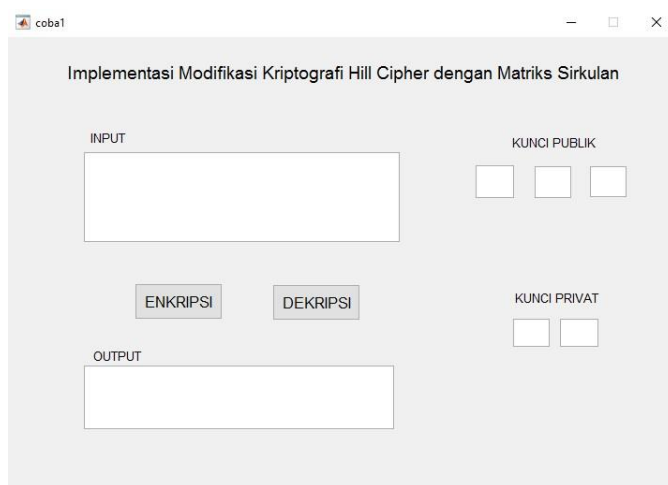 coba1
Implementasi Modifikasi Kriptografi Hill Cipher dengan Matriks Sirkulan
INPUT
KUNCI PUBLIK
ENKRIPSI
DEKRIPSI
KUNCI PRIVAT
OUTPUT